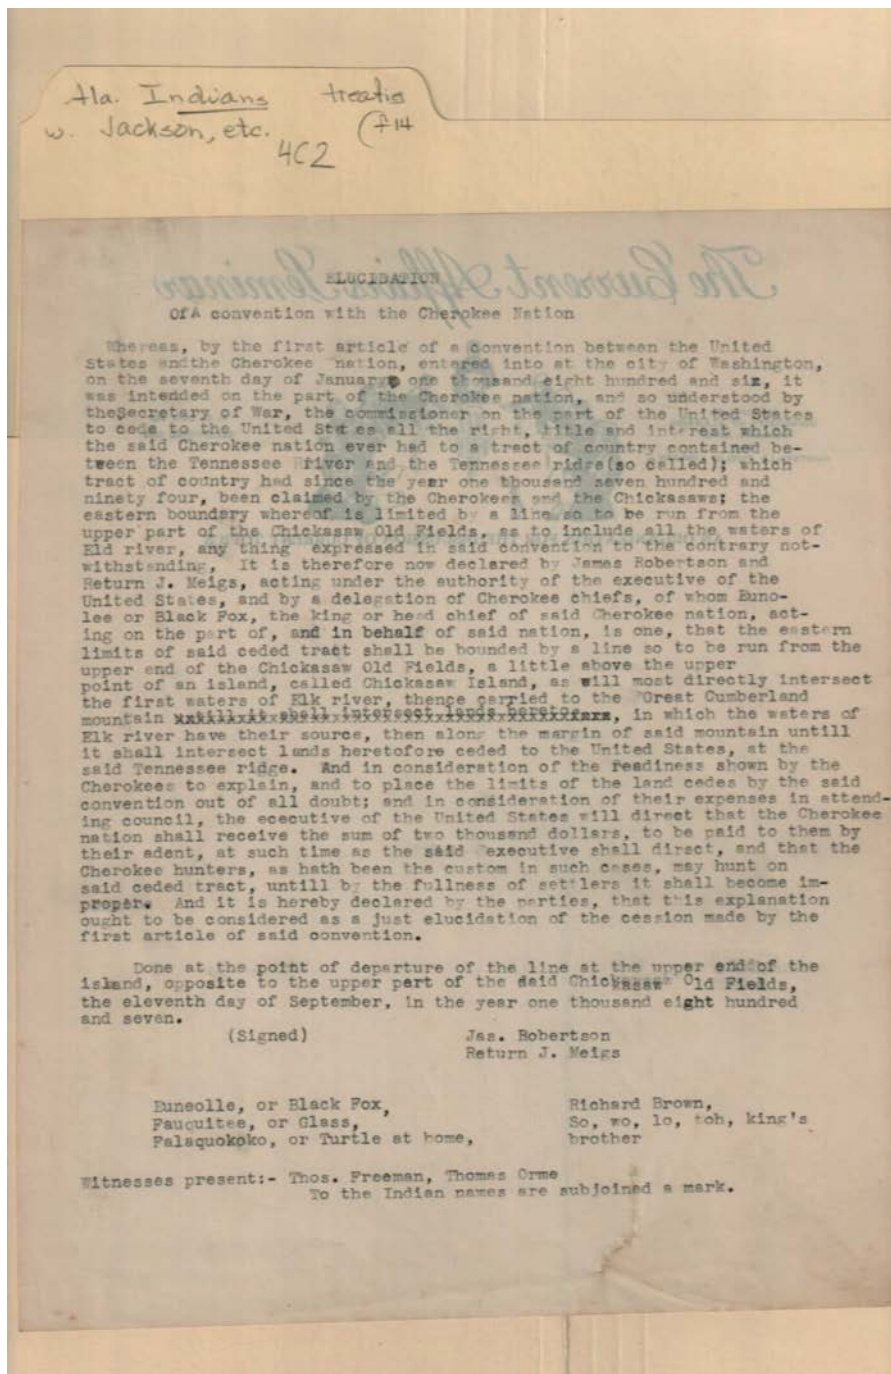 Ala. Indians treaties
w. Jackson, etc. (f14
4C2
The Current Affairs Seminar
ELUCIDATION
OfA convention with the Cherokee Nation
Whereas, by the first article of a convention between the United
States andthe Cherokee nation, entered into at the city of Washington,
on the seventh day of January, one thousand eight hundred and six, it
was intended on the part of the Cherokee nation, and so understood by
theSecretary of War, the commissioner on the part of the United States
to cede to the United States all the right, title and interest which
the said Cherokee nation ever had to a tract of country contained be-
tween the Tennessee river and the Tennessee ridge(so called); which
tract of country had since the year one thousand seven hundred and
ninety four, been claimed by the Cherokees and the Chickasaws; the
eastern boundary whereof is limited by a line so to be run from the
upper part of the Chickasaw Old Fields, as to include all the waters of
Eld river, any thing expressed in said convention to the contrary not-
withstanding, It is therefore now declared by James Robertson and
Return J. Meigs, acting under the authority of the executive of the
United States, and by a delegation of Cherokee chiefs, of whom Euno-
lee or Black Fox, the king or head chief of said Cherokee nation, act-
ing on the part of, and in behalf of said nation, is one, that the eastern
limits of said ceded tract shall be bounded by a line so to be run from the
upper end of the Chickasaw Old Fields, a little above the upper
point of an island, called Chickasaw Island, as will most directly intersect
the first waters of Elk river, thence carried to the Great Cumberland
mountain , in which the waters of
Elk river have their source, then along the margin of said mountain untill
it shall intersect lands heretofore ceded to the United States, at the
said Tennessee ridge. And in consideration of the readiness shown by the
Cherokees to explain, and to place the limits of the land cedes by the said
convention out of all doubt; and in consideration of their expenses in attend-
ing council, the ececutive of the United States will direct that the Cherokee
nation shall receive the sum of two thousand dollars, to be paid to them by
their adent, at such time as the said executive shall direct, and that the
Cherokee hunters, as hath been the custom in such cases, may hunt on
said ceded tract, untill by the fullness of settlers it shall become im-
proper. And it is hereby declared by the parties, that this explanation
ought to be considered as a just elucidation of the cession made by the
first article of said convention.
Done at the point of departure of the line at the upper end of the
island, opposite to the upper part of the said Chickasaw Old Fields,
the eleventh day of September, in the year one thousand eight hundred
and seven.
(Signed) Jas. Robertson
Return J. Meigs
Euneolle, or Black Fox, Richard Brown,
Fauquitee, or Glass, So, wo, lo, toh, king's
Falaquokoko, or Turtle at home, brother
Witnesses present:- Thos. Freeman, Thomas Orme
To the Indian names are subjoined a mark.